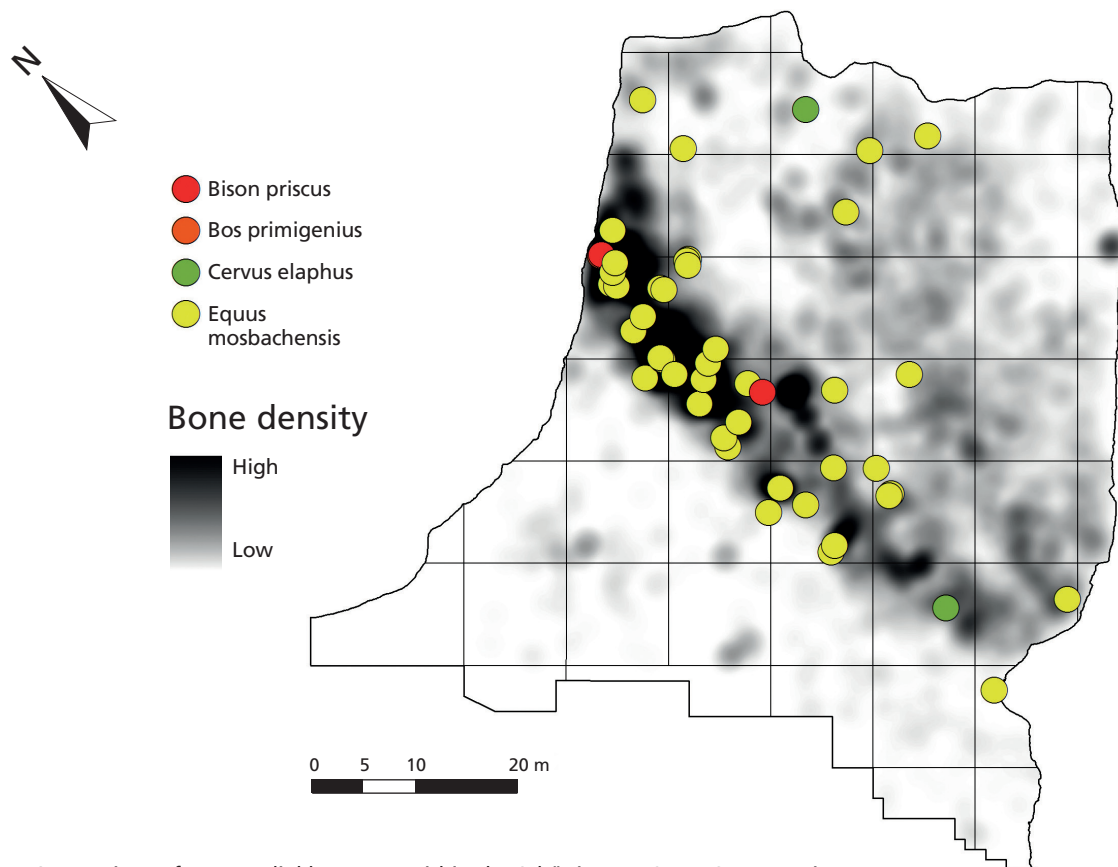 N
Bison priscus
Bos primigenius
Cervus elaphus
Equus
mosbachensis
Bone density
High
Low
0 5 10 20 m